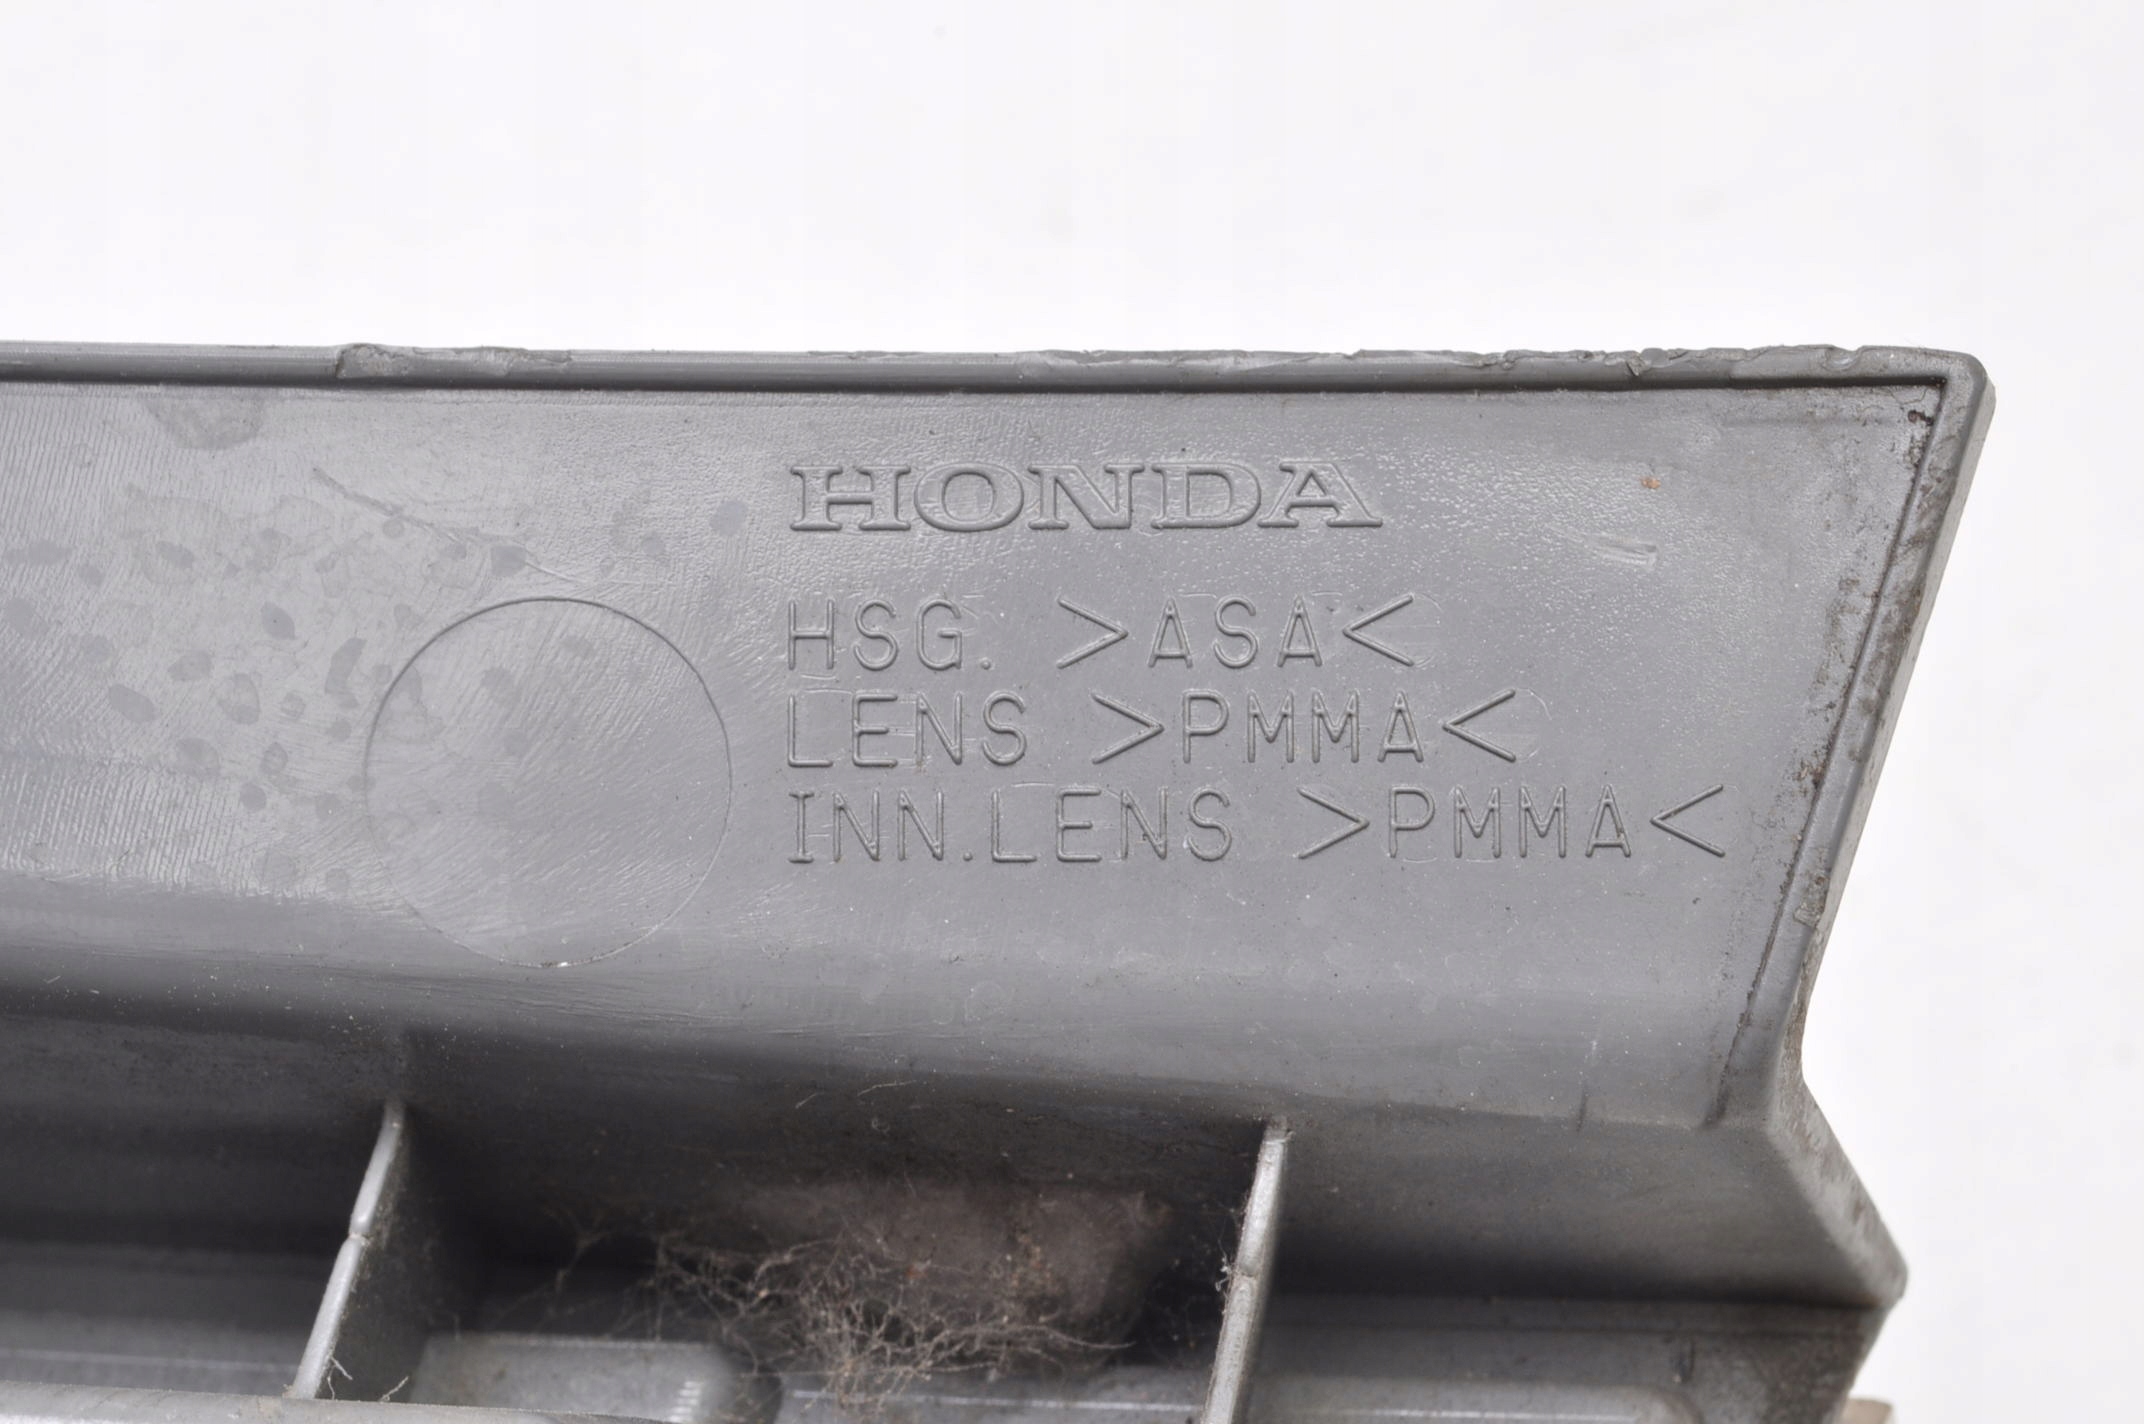 HONDA
HSG. >ASA<
LENS >PMMA<
INN.LENS >PMMA<